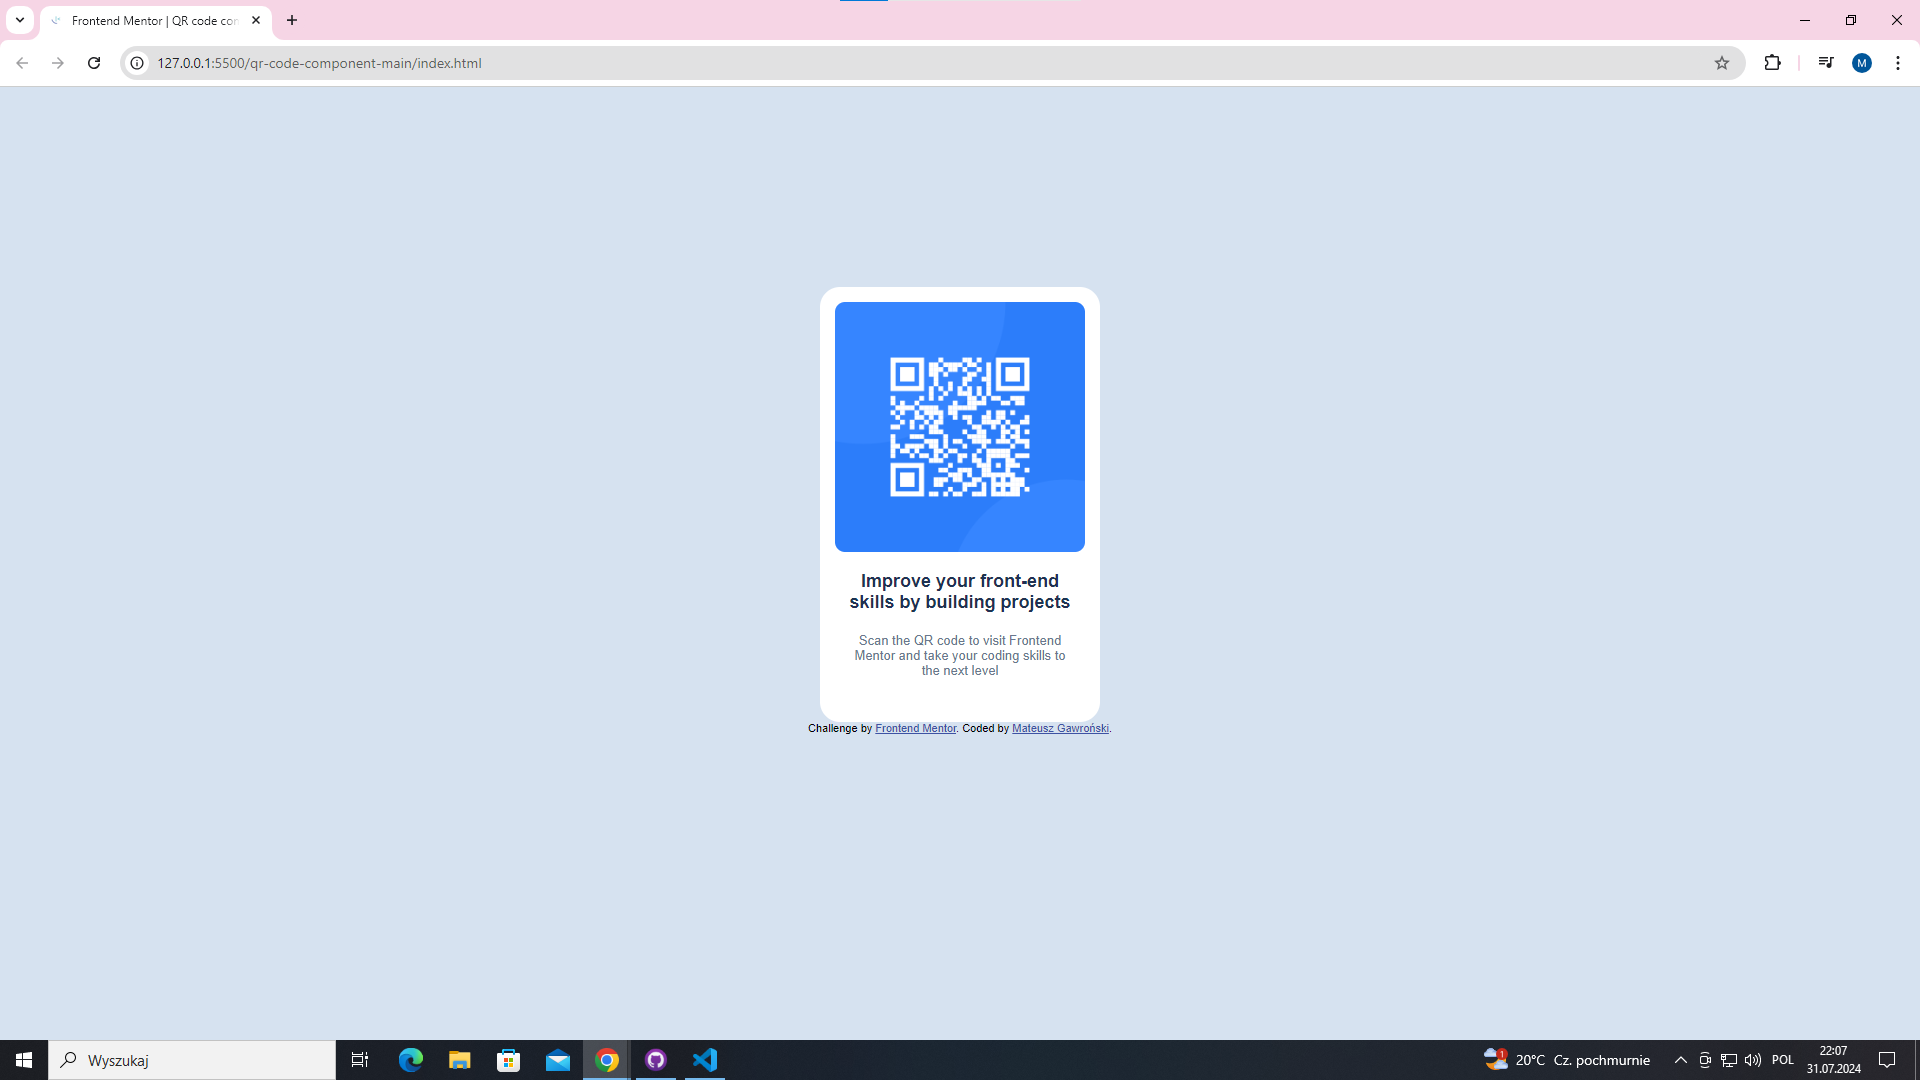 Frontend Mentor | QR code con
127.0.0.1:5500/qr-code-component-main/index.html
M
Improve your front-end
skills by building projects
Scan the QR code to visit Frontend
Mentor and take your coding skills to
the next level
Challenge by Frontend Mentor. Coded by Mateusz Gawroński.
Wyszukaj
1
20°C Cz. pochmurnie
POL
22:07
31.07.2024